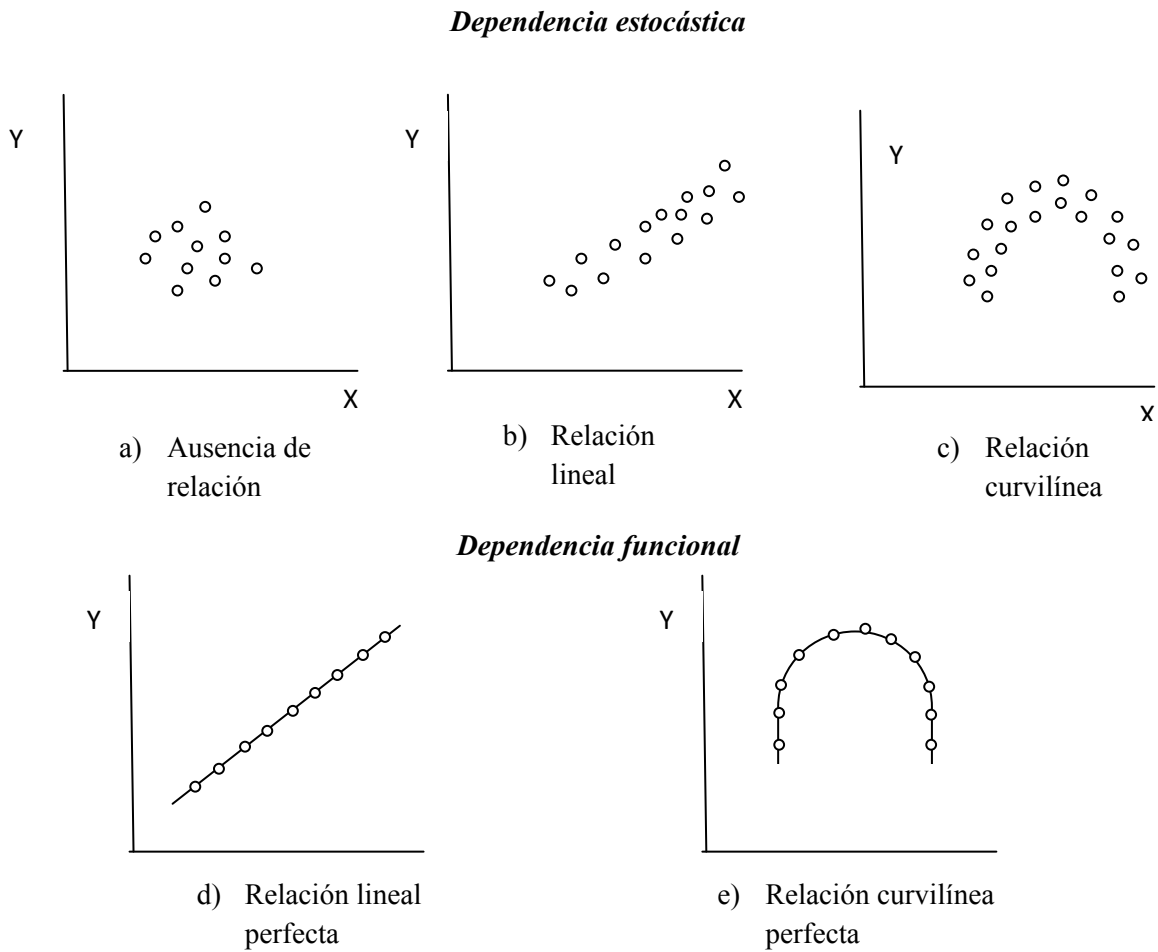 Dependencia estocástica
Y
Y
Y
X
X
X
a) Ausencia de
relación
b) Relación
lineal
c) Relación
curvilínea
Dependencia funcional
Y
Y
d) Relación lineal
perfecta
e) Relación curvilínea
perfecta